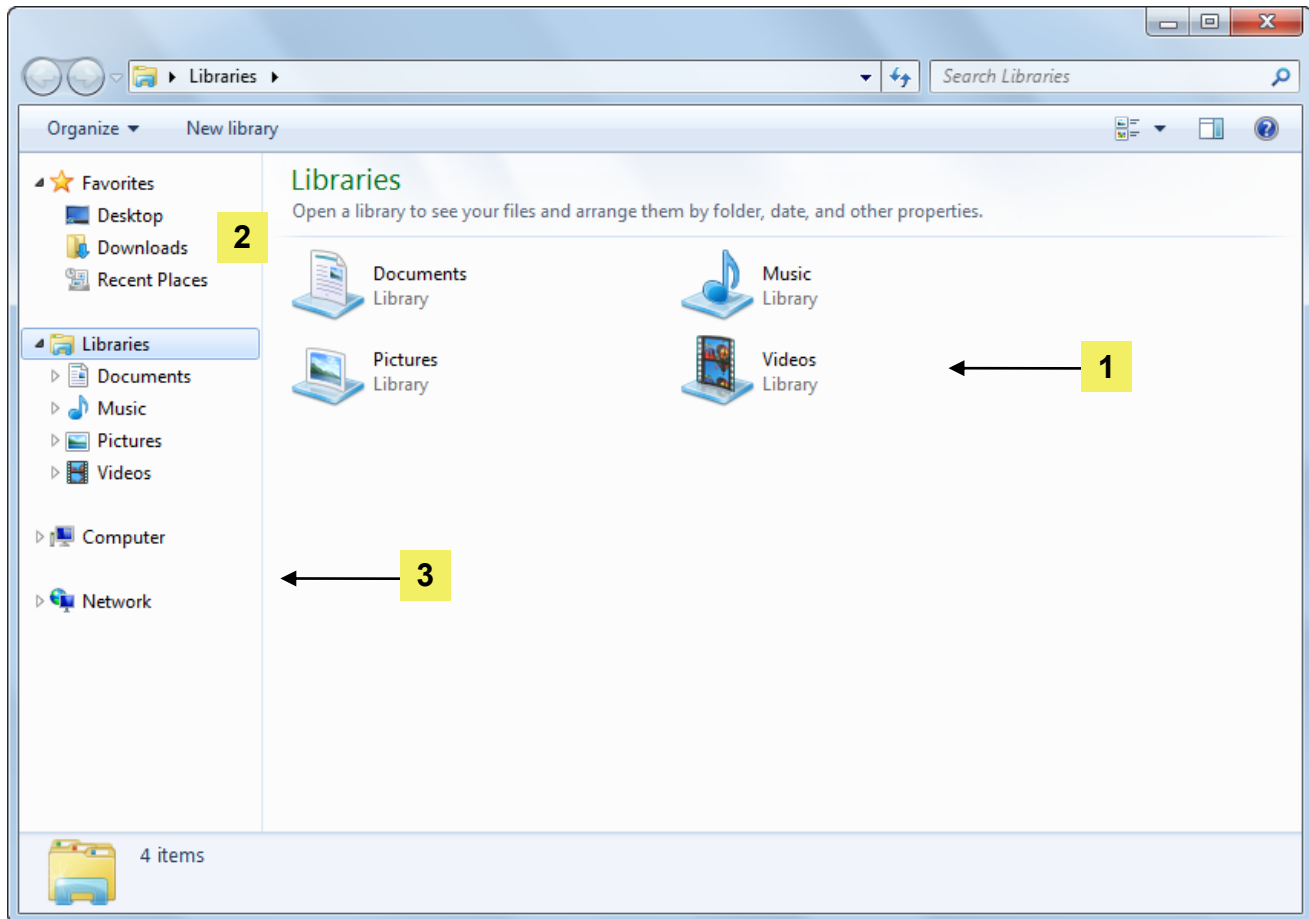 Libraries
Search Libraries
Organize
New library
Favorites
Desktop
Downloads
Recent Places
2
Libraries
Documents
Music
Pictures
Videos
Computer
Network
Libraries
Open a library to see your files and arrange them by folder, date, and other properties.
Documents
Library
Music
Library
Pictures
Library
Videos
Library
1
3
4 items